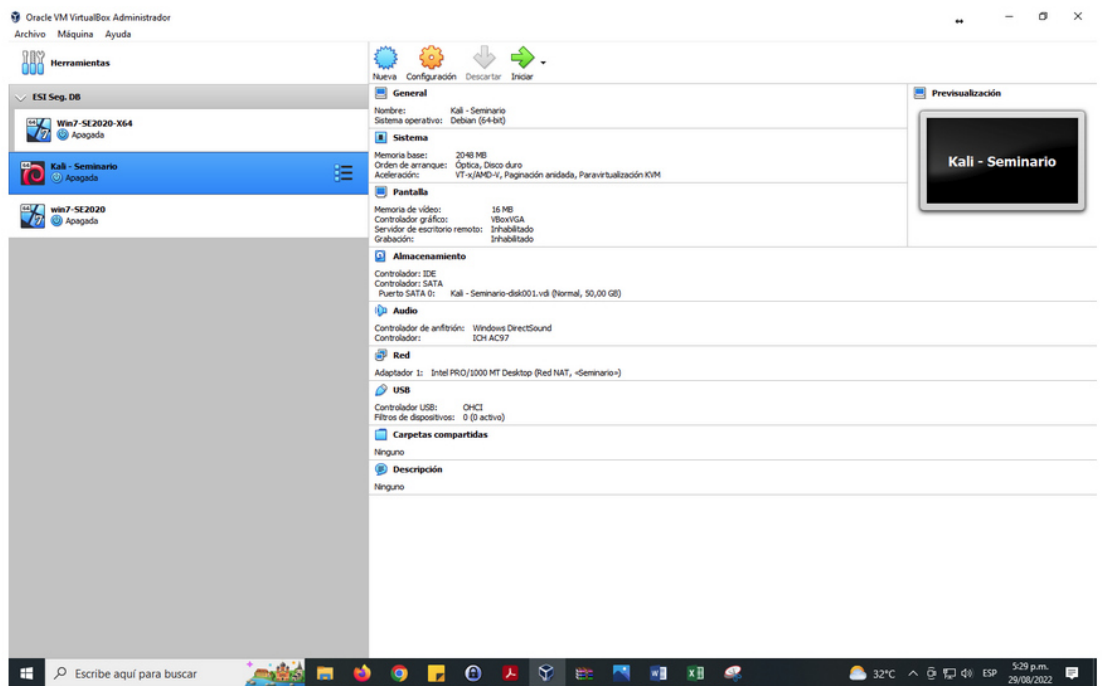 Oracle VM VirtualBox Administrador
Archivo Máquina Ayuda
Herramientas
ESI Seg. DB
Win7-SE2020-X64
Apagada
Kali - Seminario
Apagada
win7-SE2020
Apagada
Nueva Configuración Descartar Iniciar
General
Nombre: Kali - Seminario
Sistema operativo: Debian (64-bit)
Sistema
Memoria base: 2048 MB
Orden de arranque: Óptica, Disco duro
Aceleración: VT-x/AMD-V, Paginación anidada, Paravirtualización KVM
Pantalla
Memoria de vídeo: 16 MB
Controlador gráfico: VBoxVGA
Servidor de escritorio remoto: Inhabilitado
Grabación: Inhabilitado
Almacenamiento
Controlador: IDE
Controlador: SATA
Puerto SATA 0: Kali - Seminario-disk001.vdi (Normal, 50,00 GB)
Audio
Controlador de anfitrión: Windows DirectSound
Controlador: ICH AC97
Red
Adaptador 1: Intel PRO/1000 MT Desktop (Red NAT, «Seminario»)
USB
Controlador USB: OHCI
Filtros de dispositivos: 0 (0 activo)
Carpetas compartidas
Ninguno
Descripción
Ninguno
Previsualización
Kali - Seminario
Escribe aquí para buscar
32°C
ESP
5:29 p.m.
29/08/2022